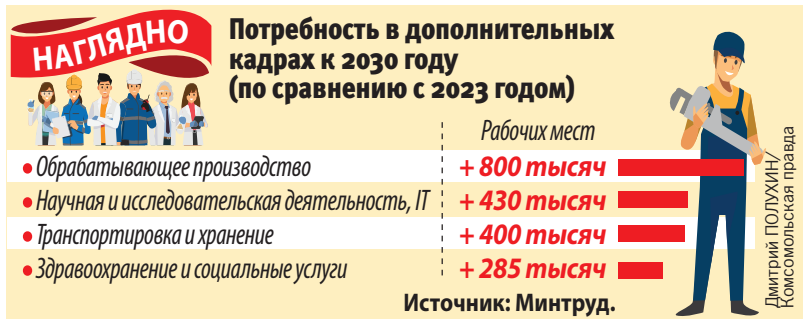 НАГЛЯДНО
Потребность в дополнительных
кадрах к 2030 году
(по сравнению с 2023 годом)
Рабочих мест
• Обрабатывающее производство + 800 тысяч
• Научная и исследовательская деятельность, IT + 430 тысяч
• Транспортировка и хранение + 400 тысяч
• Здравоохранение и социальные услуги + 285 тысяч
Источник: Минтруд.
Дмитрий ПОЛУХИН/
Комсомольская правда